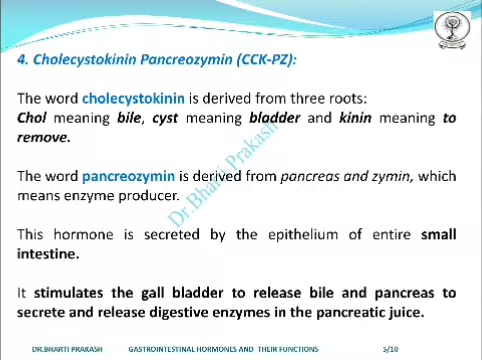 4. Cholecystokinin Pancreozymin (CCK-PZ):
The word cholecystokinin is derived from three roots:
Chol meaning bile, cyst meaning bladder and kinin meaning to
remove.
The word pancreozymin is derived from pancreas and zymin, which
means enzyme producer.
This hormone is secreted by the epithelium of entire small
intestine.
It stimulates the gall bladder to release bile and pancreas to
secrete and release digestive enzymes in the pancreatic juice.
Dr.Bharti Prakash
DR.BHARTI PRAKASH GASTROINTESTINAL HORMONES AND THEIR FUNCTIONS 5/10